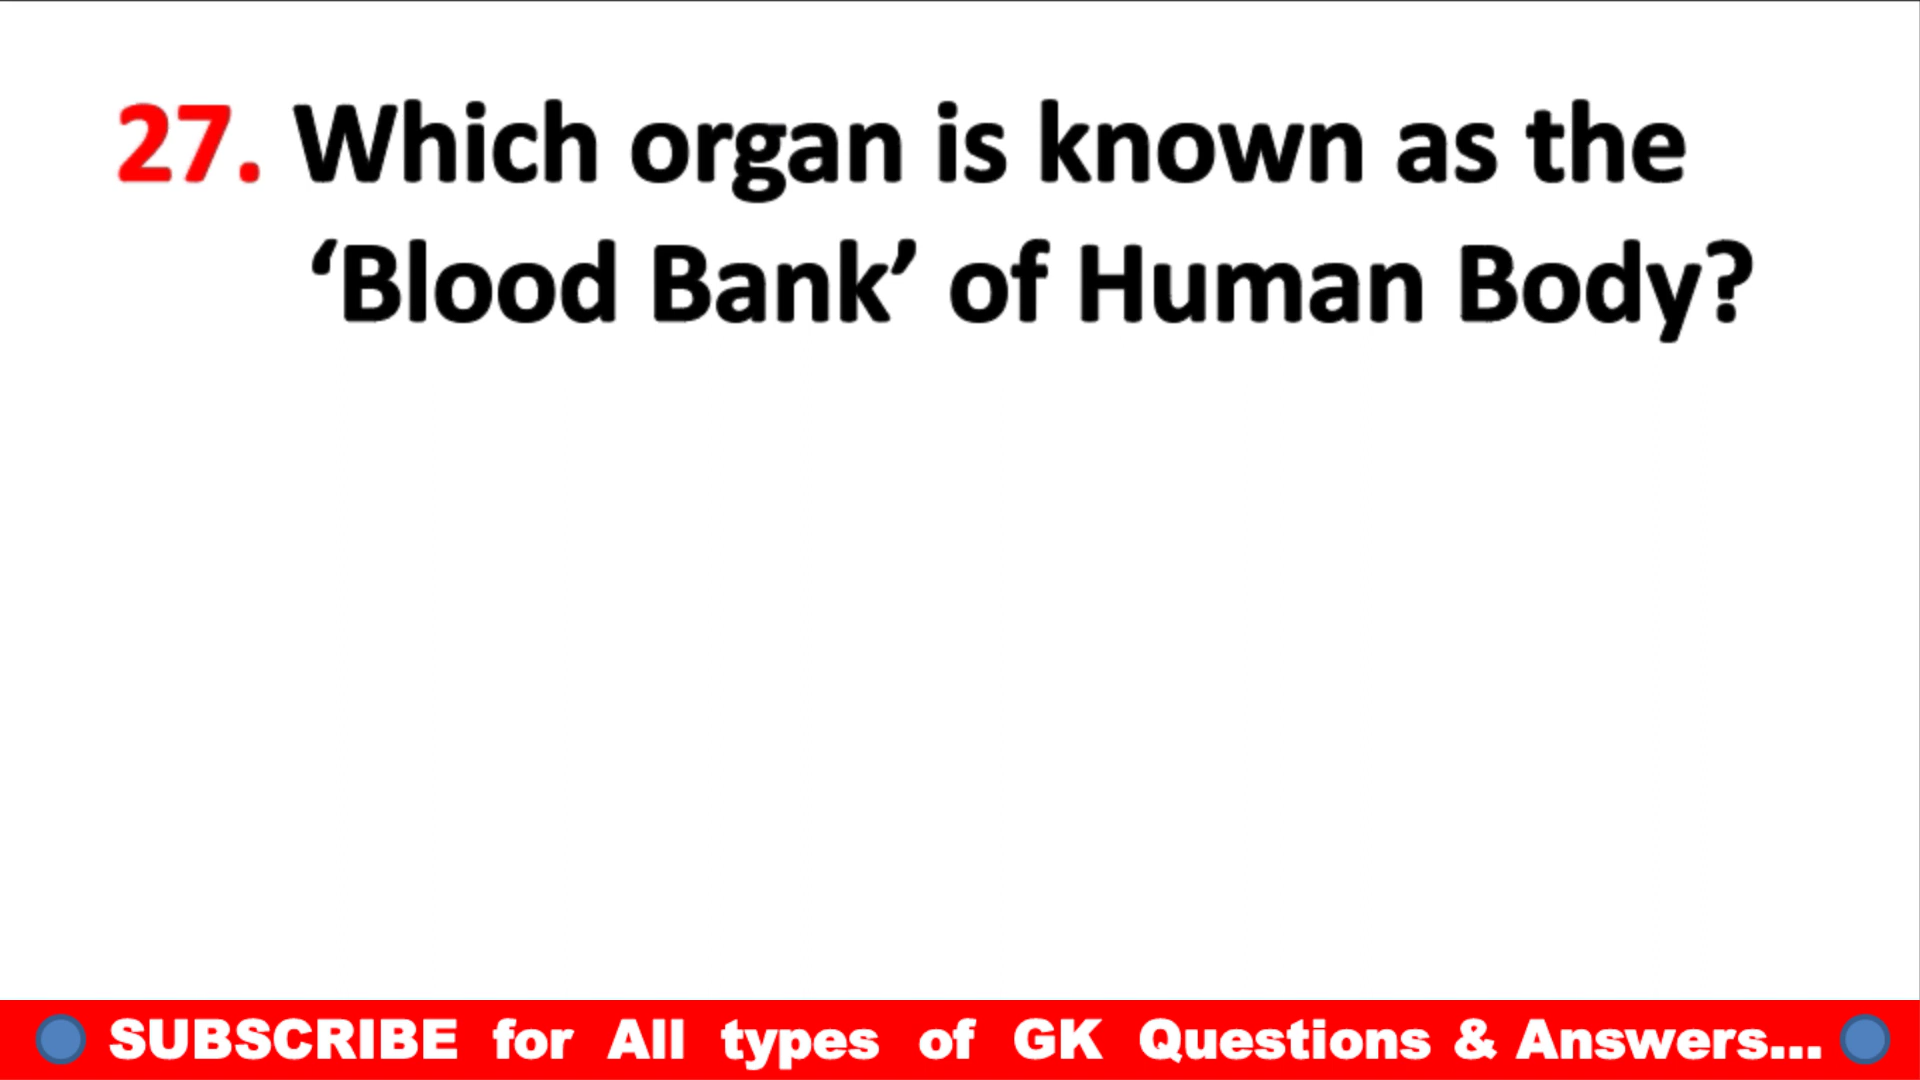 27. Which organ is known as the
‘Blood Bank’ of Human Body?
SUBSCRIBE for All types of GK Questions & Answers...